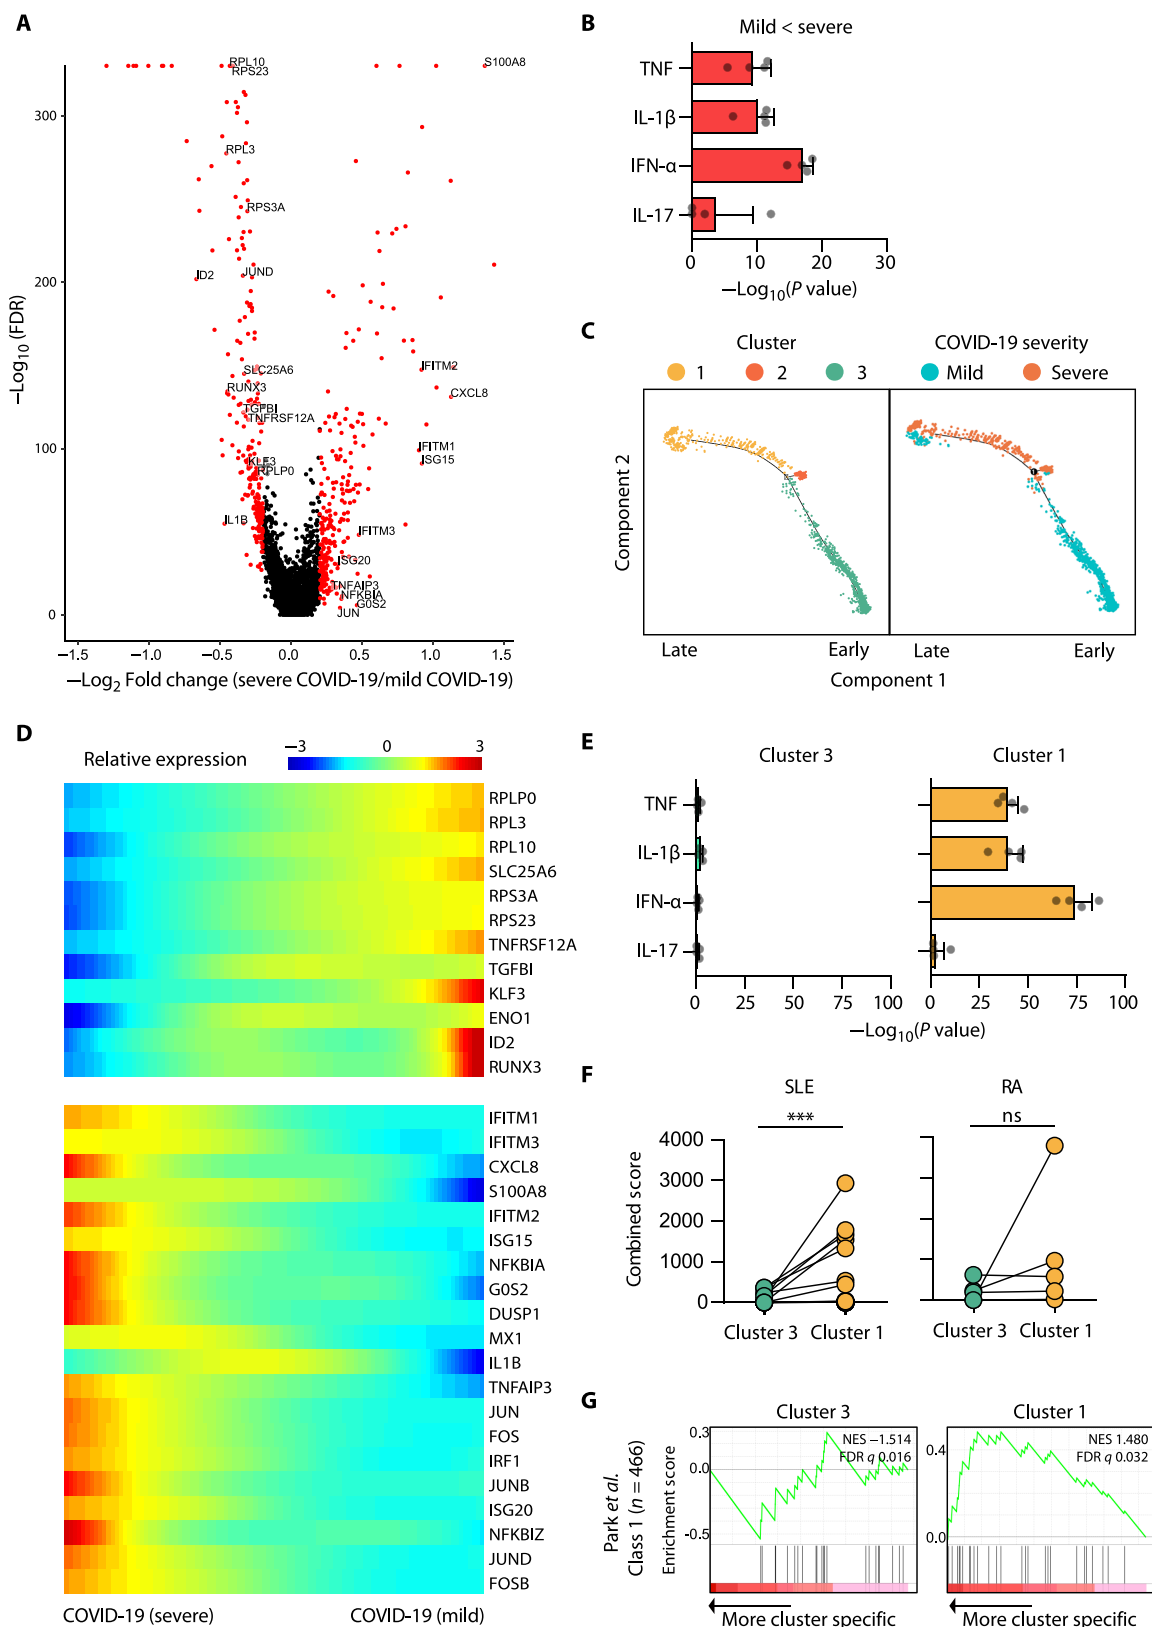 A
RPL10
RPS23
S100A8
RPL3
RPS3A
ID2
JUND
SLC25A6
IFITM2
RUNX3
CXCL8
TGFBI
TNFRSF12A
IFITM1
KLF3
ISG15
RPLP0
IL1B
IFITM3
ISG20
TNFAIP3
NFKBIA
G0S2
JUN
300
200
100
0
−Log10 (FDR)
−1.5 −1.0 −0.5 0.0 0.5 1.0 1.5
−Log2 Fold change (severe COVID-19/mild COVID-19)
B
Mild < severe
TNF
IL-1β
IFN-α
IL-17
0 10 20 30
−Log10(P value)
C
Cluster
COVID-19 severity
1 2 3
Mild Severe
1
Component 2
Late Early
Late Early
Component 1
D
Relative expression
−3 0 3
RPLP0
RPL3
RPL10
SLC25A6
RPS3A
RPS23
TNFRSF12A
TGFBI
KLF3
ENO1
ID2
RUNX3
IFITM1
IFITM3
CXCL8
S100A8
IFITM2
ISG15
NFKBIA
G0S2
DUSP1
MX1
IL1B
TNFAIP3
JUN
FOS
IRF1
JUNB
ISG20
NFKBIZ
JUND
FOSB
COVID-19 (severe) COVID-19 (mild)
E
Cluster 3
Cluster 1
TNF
IL-1β
IFN-α
IL-17
0 25 50 75 100
0 25 50 75 100
−Log10(P value)
F
SLE
RA
***
ns
4000
3000
2000
1000
0
Combined score
Cluster 3 Cluster 1
Cluster 3 Cluster 1
G
Cluster 3
Cluster 1
Park et al.
Class 1 (n = 466)
Enrichment score
0.3
0.0
-0.5
NES −1.514
FDR q 0.016
0.4
0.0
NES 1.480
FDR q 0.032
More cluster specific
More cluster specific